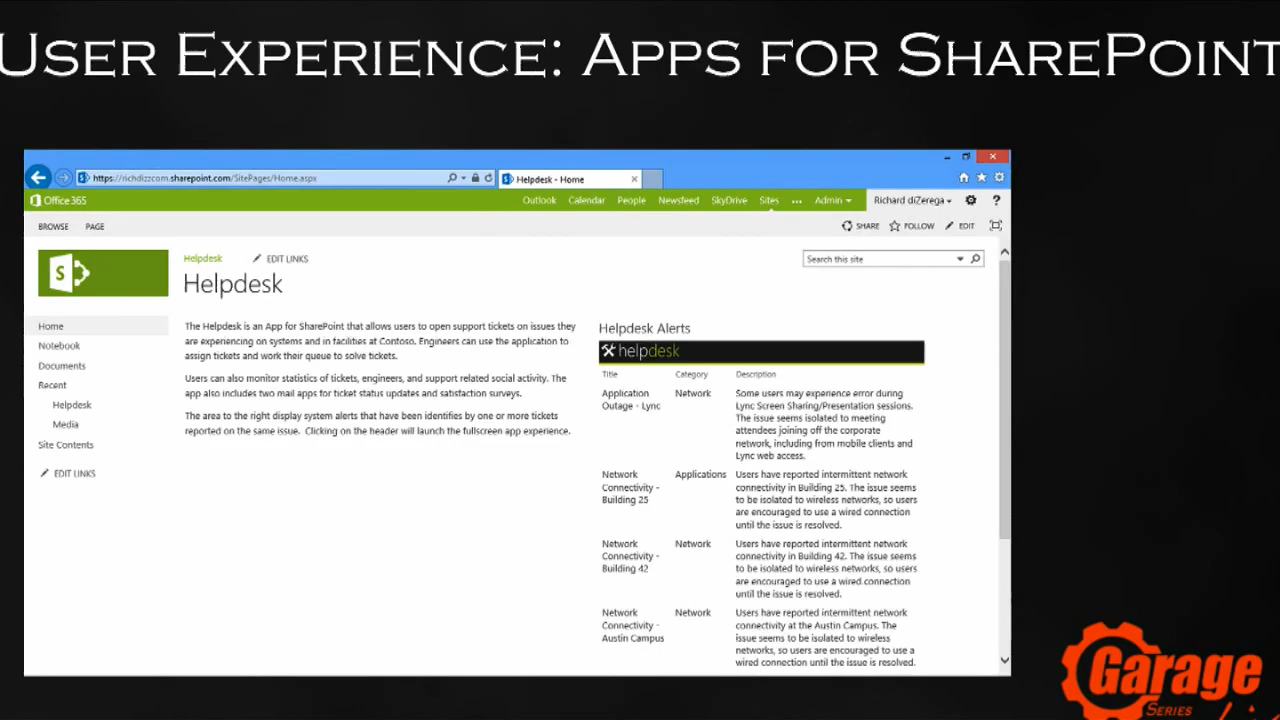 USER EXPERIENCE: APPS FOR SHAREPOINT
https://richdizzcom.sharepoint.com/SitePages/Home.aspx
Helpdesk - Home
Office 365
Outlook Calendar People Newsfeed SkyDrive Sites ... Admin Richard diZerega ?
BROWSE PAGE
SHARE FOLLOW EDIT
S
Helpdesk EDIT LINKS
Search this site
Helpdesk
Home
Notebook
Documents
Recent
Helpdesk
Media
Site Contents
EDIT LINKS
The Helpdesk is an App for SharePoint that allows users to open support tickets on issues they
are experiencing on systems and in facilities at Contoso. Engineers can use the application to
assign tickets and work their queue to solve tickets.
Users can also monitor statistics of tickets, engineers, and support related social activity. The
app also includes two mail apps for ticket status updates and satisfaction surveys.
The area to the right display system alerts that have been identifies by one or more tickets
reported on the same issue. Clicking on the header will launch the fullscreen app experience.
Helpdesk Alerts
helpdesk
Title Category Description
Application
Outage - Lync
Network
Some users may experience error during
Lync Screen Sharing/Presentation sessions.
The issue seems isolated to meeting
attendees joining off the corporate
network, including from mobile clients and
Lync web access.
Network
Connectivity -
Building 25
Applications
Users have reported intermittent network
connectivity in Building 25. The issue seems
to be isolated to wireless networks, so users
are encouraged to use a wired connection
until the issue is resolved.
Network
Connectivity -
Building 42
Network
Users have reported intermittent network
connectivity in Building 42. The issue seems
to be isolated to wireless networks, so users
are encouraged to use a wired connection
until the issue is resolved.
Network
Connectivity -
Austin Campus
Network
Users have reported intermittent network
connectivity at the Austin Campus. The
issue seems to be isolated to wireless
networks, so users are encouraged to use a
wired connection until the issue is resolved.
Garage
SERIES